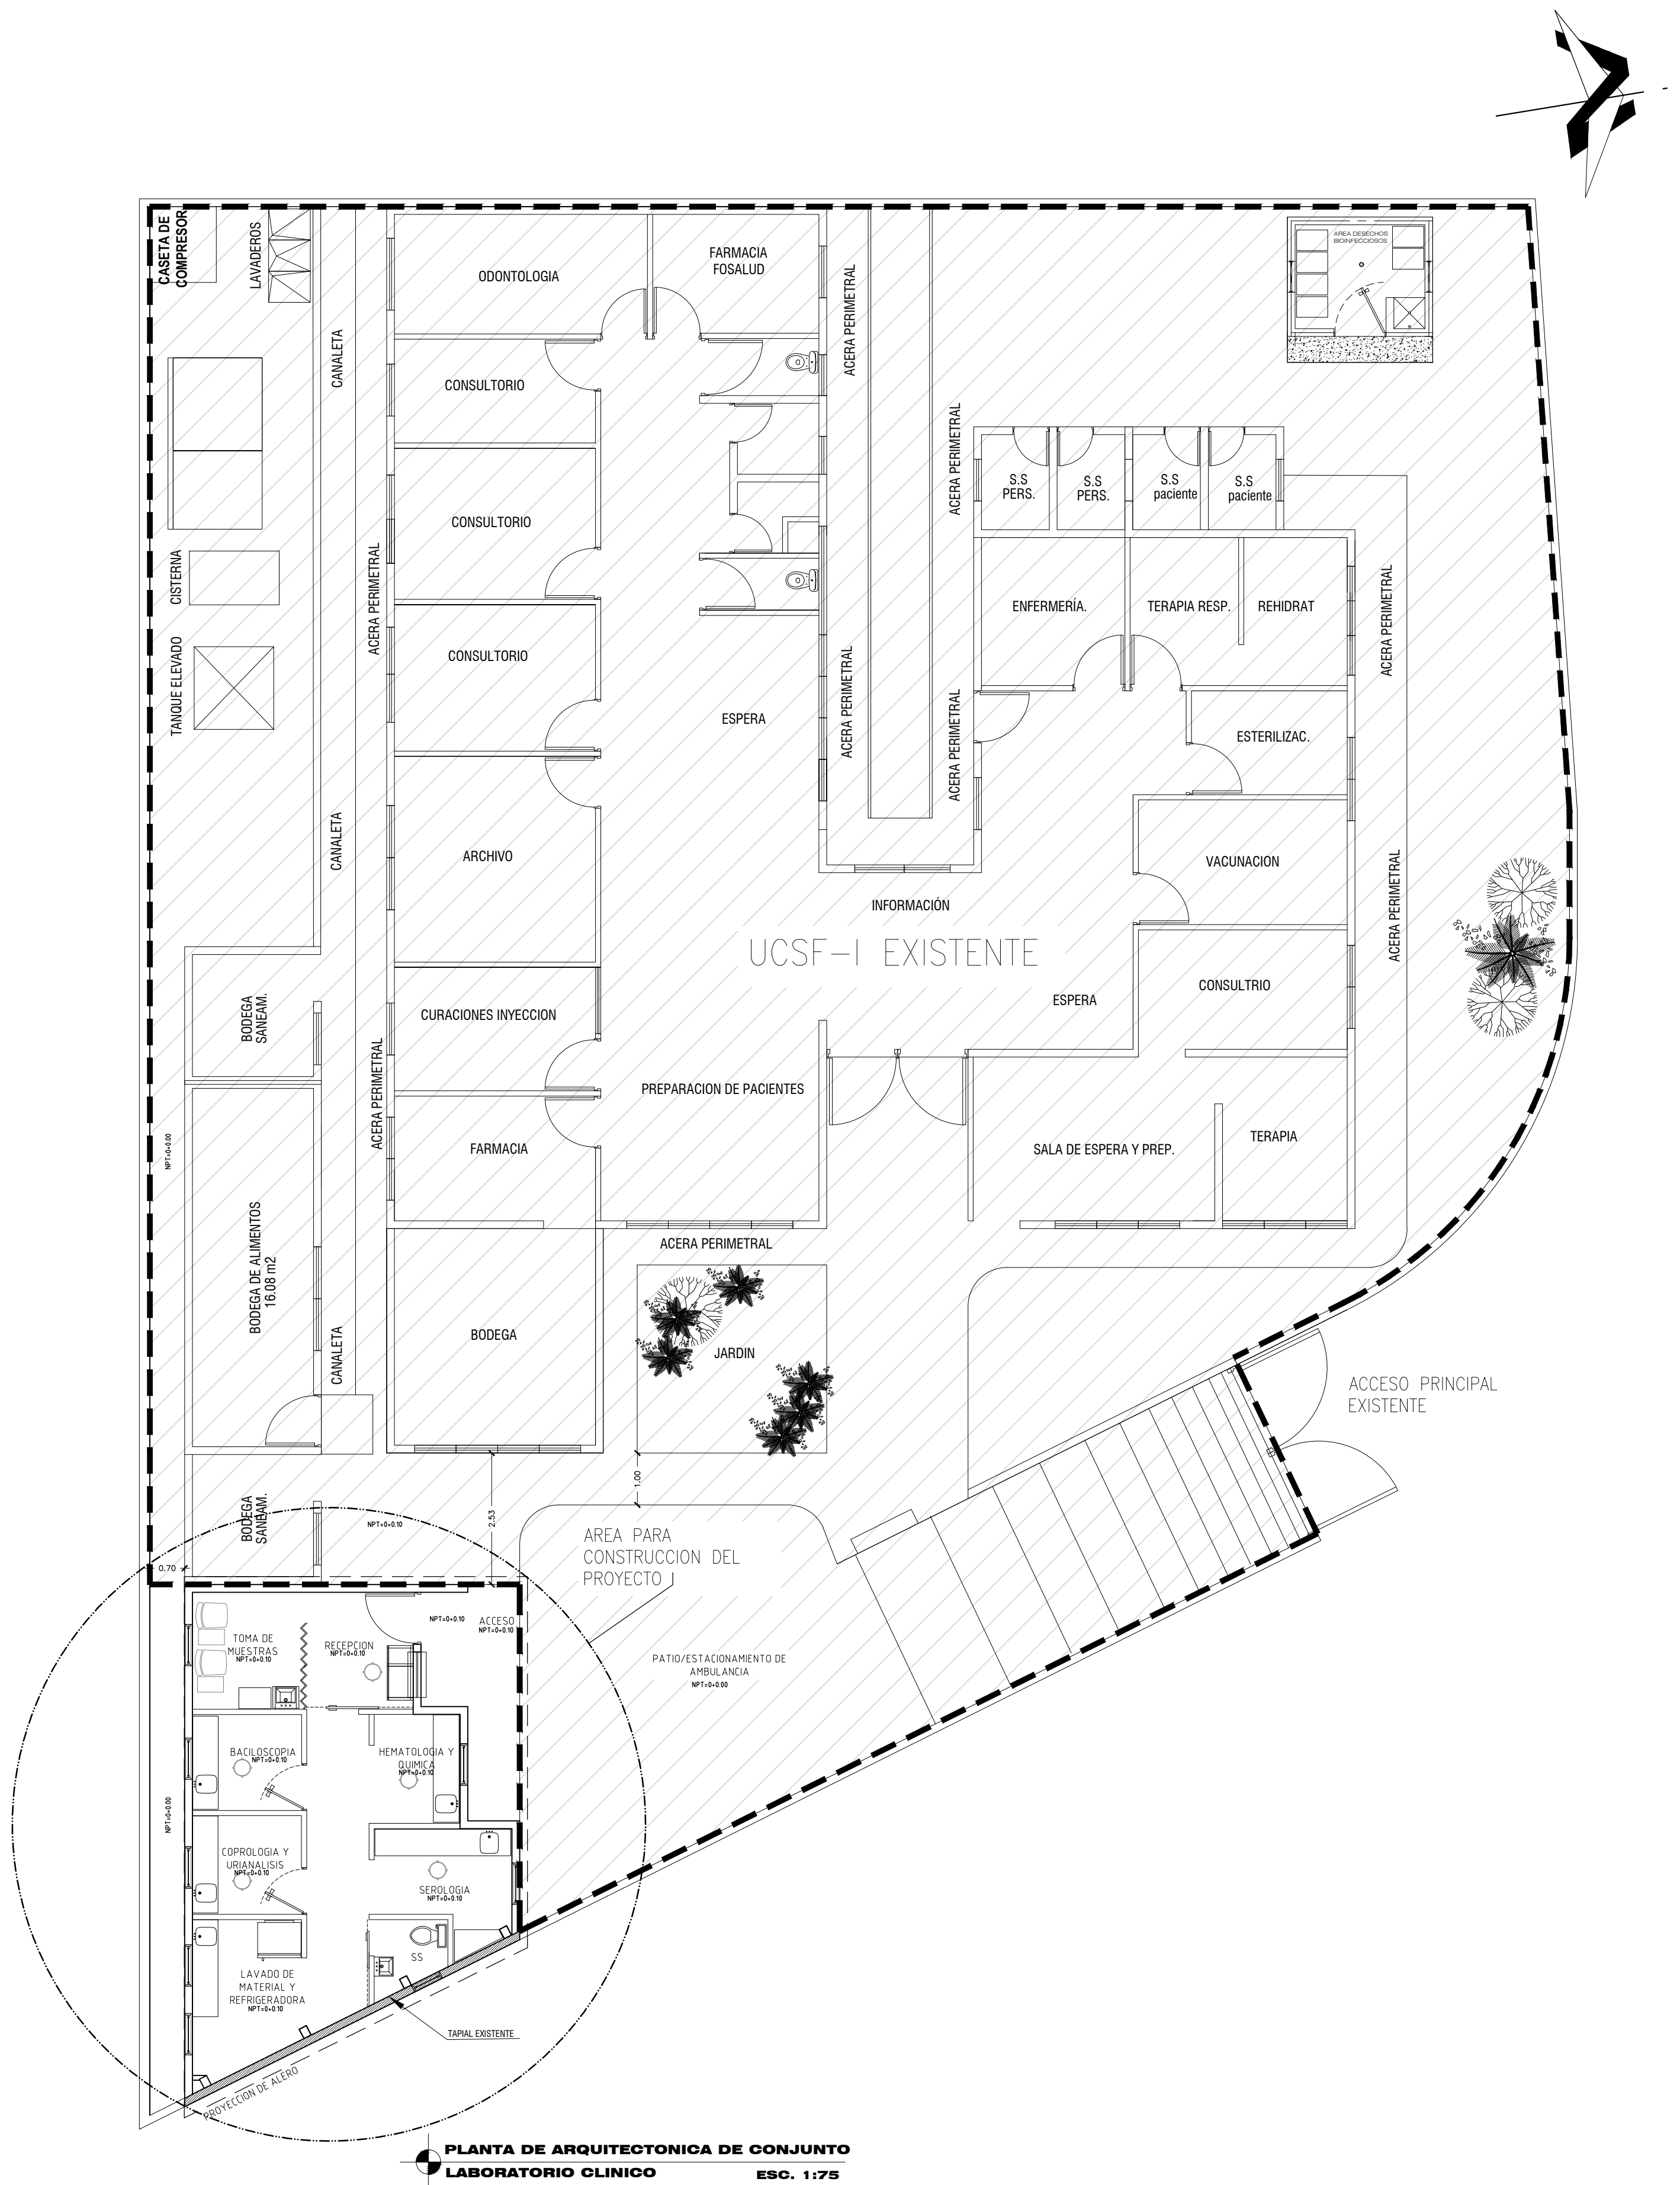 CASETA DE
COMPRESOR
LAVADEROS
CANALETA
ODONTOLOGIA
FARMACIA
FOSALUD
ACERA PERIMETRAL
AREA DESECHOS
BIOINFECCIOSOS
CONSULTORIO
ACERA PERIMETRAL
S.S
PERS.
S.S
PERS.
S.S
paciente
S.S
paciente
CONSULTORIO
CISTERNA
ACERA PERIMETRAL
ENFERMERÍA.
TERAPIA RESP.
REHIDRAT
ACERA PERIMETRAL
CONSULTORIO
TANQUE ELEVADO
ESPERA
ACERA PERIMETRAL
ACERA PERIMETRAL
ESTERILIZAC.
CANALETA
ARCHIVO
VACUNACION
ACERA PERIMETRAL
INFORMACIÓN
UCSF-I EXISTENTE
ESPERA
CONSULTRIO
BODEGA
SANEAM.
CURACIONES INYECCION
ACERA PERIMETRAL
PREPARACION DE PACIENTES
NPT=0+0.00
FARMACIA
SALA DE ESPERA Y PREP.
TERAPIA
BODEGA DE ALIMENTOS
16.08 m2
ACERA PERIMETRAL
CANALETA
BODEGA
JARDIN
ACCESO PRINCIPAL
EXISTENTE
1.00
2.53
BODEGA
SANEAM.
NPT=0+0.10
AREA PARA
CONSTRUCCION DEL
PROYECTO
0.70
ACCESO
NPT=0+0.10
NPT=0+0.10
TOMA DE
MUESTRAS
NPT=0+0.10
RECEPCION
NPT=0+0.10
PATIO/ESTACIONAMIENTO DE
AMBULANCIA
NPT=0+0.00
BACILOSCOPIA
NPT=0+0.10
HEMATOLOGIA Y
QUIMICA
NPT=0+0.10
NPT=0+0.00
COPROLOGIA Y
URIANALISIS
NPT=0+0.10
SEROLOGIA
NPT=0+0.10
SS
LAVADO DE
MATERIAL Y
REFRIGERADORA
NPT=0+0.10
TAPIAL EXISTENTE
PROYECCION DE ALERO
PLANTA DE ARQUITECTONICA DE CONJUNTO
LABORATORIO CLINICO
ESC. 1:75